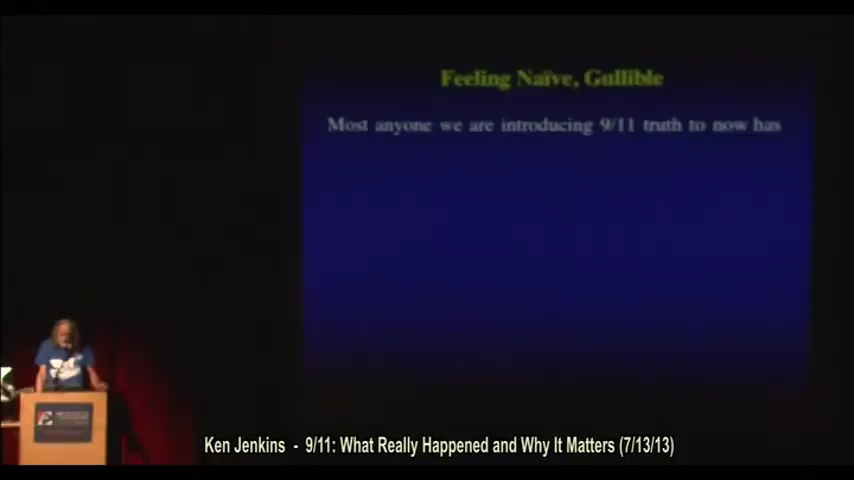 Feeling Naïve, Gullible
Most anyone we are introducing 9/11 truth to now has
Ken Jenkins - 9/11: What Really Happened and Why It Matters (7/13/13)